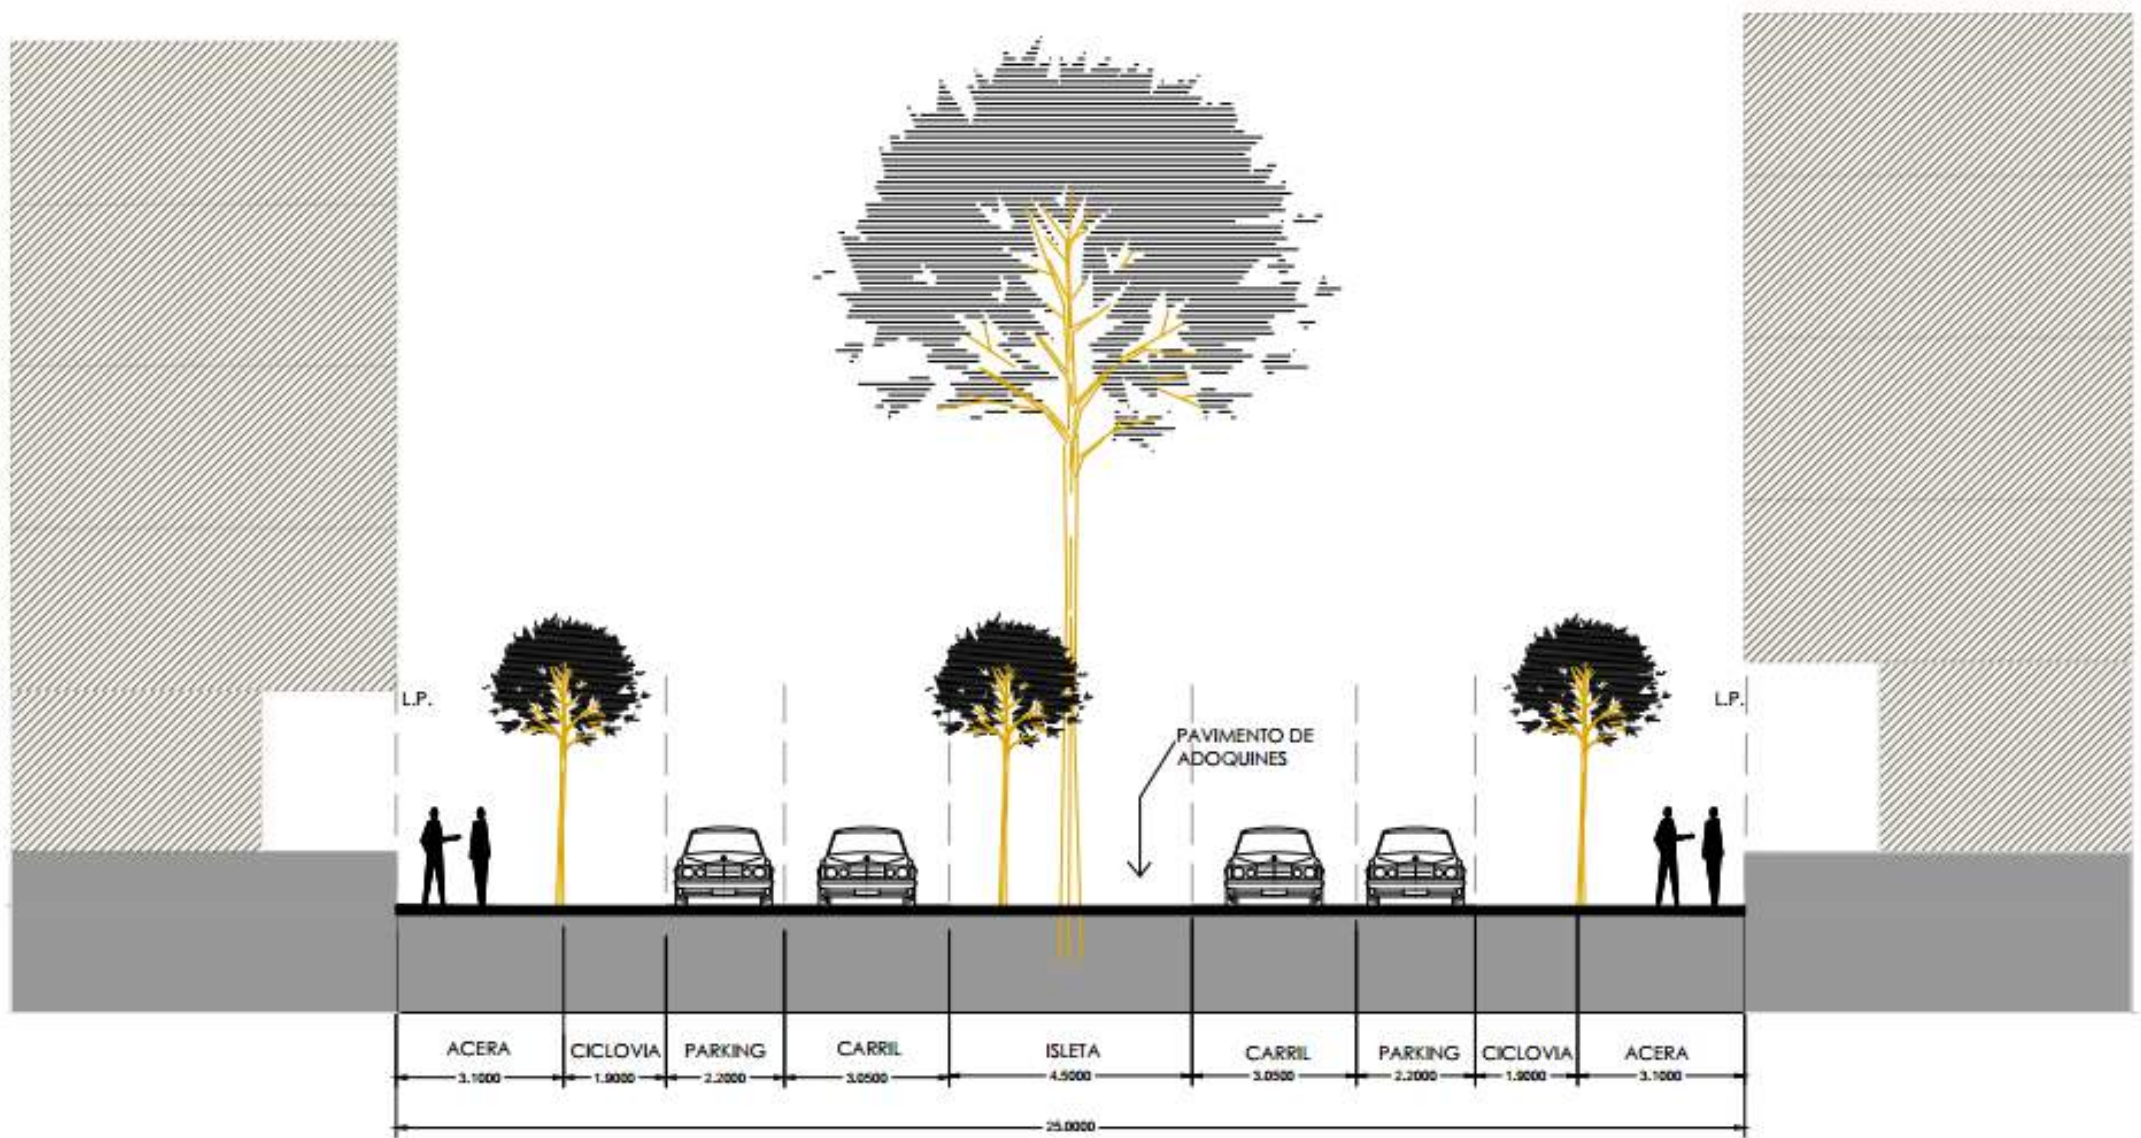 L.P.
L.P.
PAVIMENTO DE
ADOQUINES
ACERA CICLOVIA PARKING CARRIL ISLETA CARRIL PARKING CICLOVIA ACERA
3.1000 1.9000 2.2000 3.0500 4.5000 3.0500 2.2000 1.9000 3.1000
25.0000